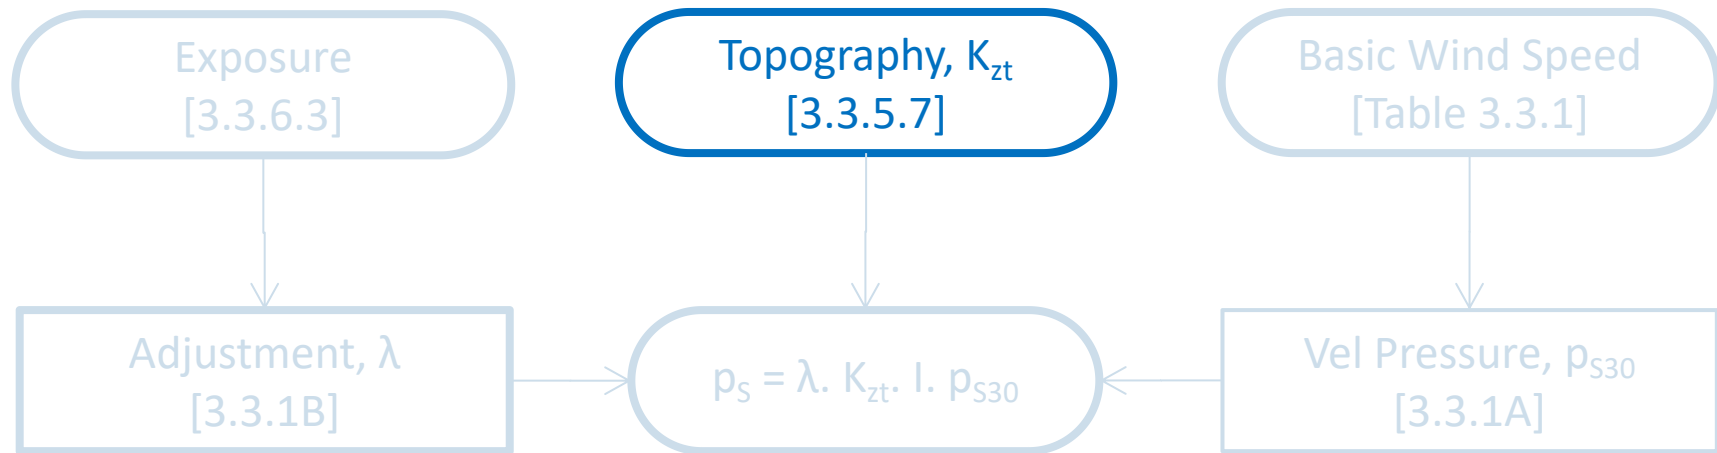 Exposure
[3.3.6.3]
Topography, Kzt
[3.3.5.7]
Basic Wind Speed
[Table 3.3.1]
Adjustment, λ
[3.3.1B]
pS = λ. Kzt. I. pS30
Vel Pressure, pS30
[3.3.1A]